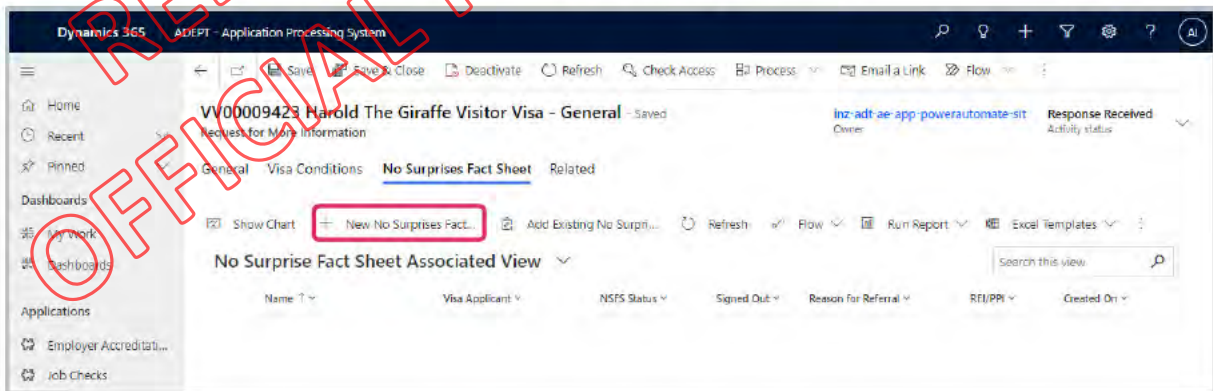 Dynamics 365 ADEPT - Application Processing System AI
Save Save & Close Deactivate Refresh Check Access Process Email a Link Flow
Home
Recent
Pinned
Dashboards
My Work
Dashboards
Applications
Employer Accreditati...
Job Checks
VV00009423 Harold The Giraffe Visitor Visa - General - Saved
Request for More Information
inz-adt-ae-app-powerautomate-sit
Owner
Response Received
Activity status
General Visa Conditions No Surprises Fact Sheet Related
Show Chart New No Surprises Fact... Add Existing No Surpri... Refresh Flow Run Report Excel Templates
No Surprise Fact Sheet Associated View
Search this view
Name ↑ Visa Applicant NSFS Status Signed Out Reason for Referral RFI/PPI Created On
OFFICIAL